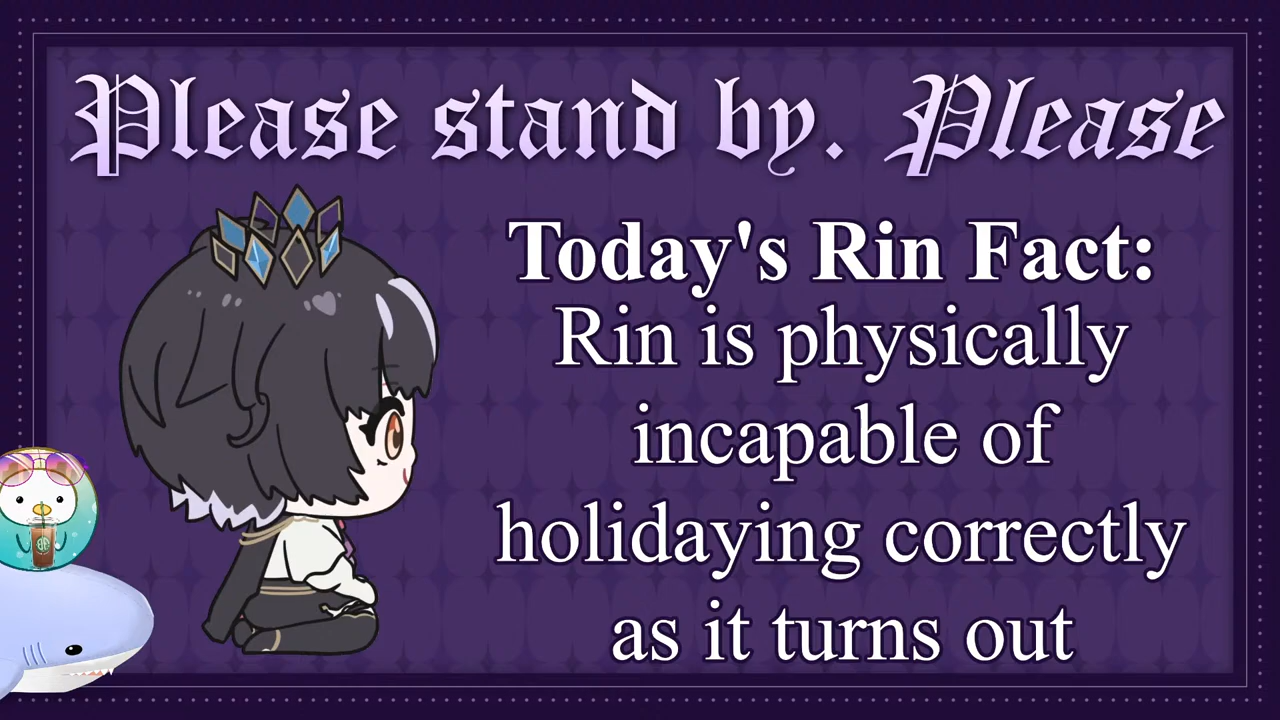 Please stand by. Please
Today's Rin Fact:
Rin is physically
incapable of
holidaying correctly
as it turns out